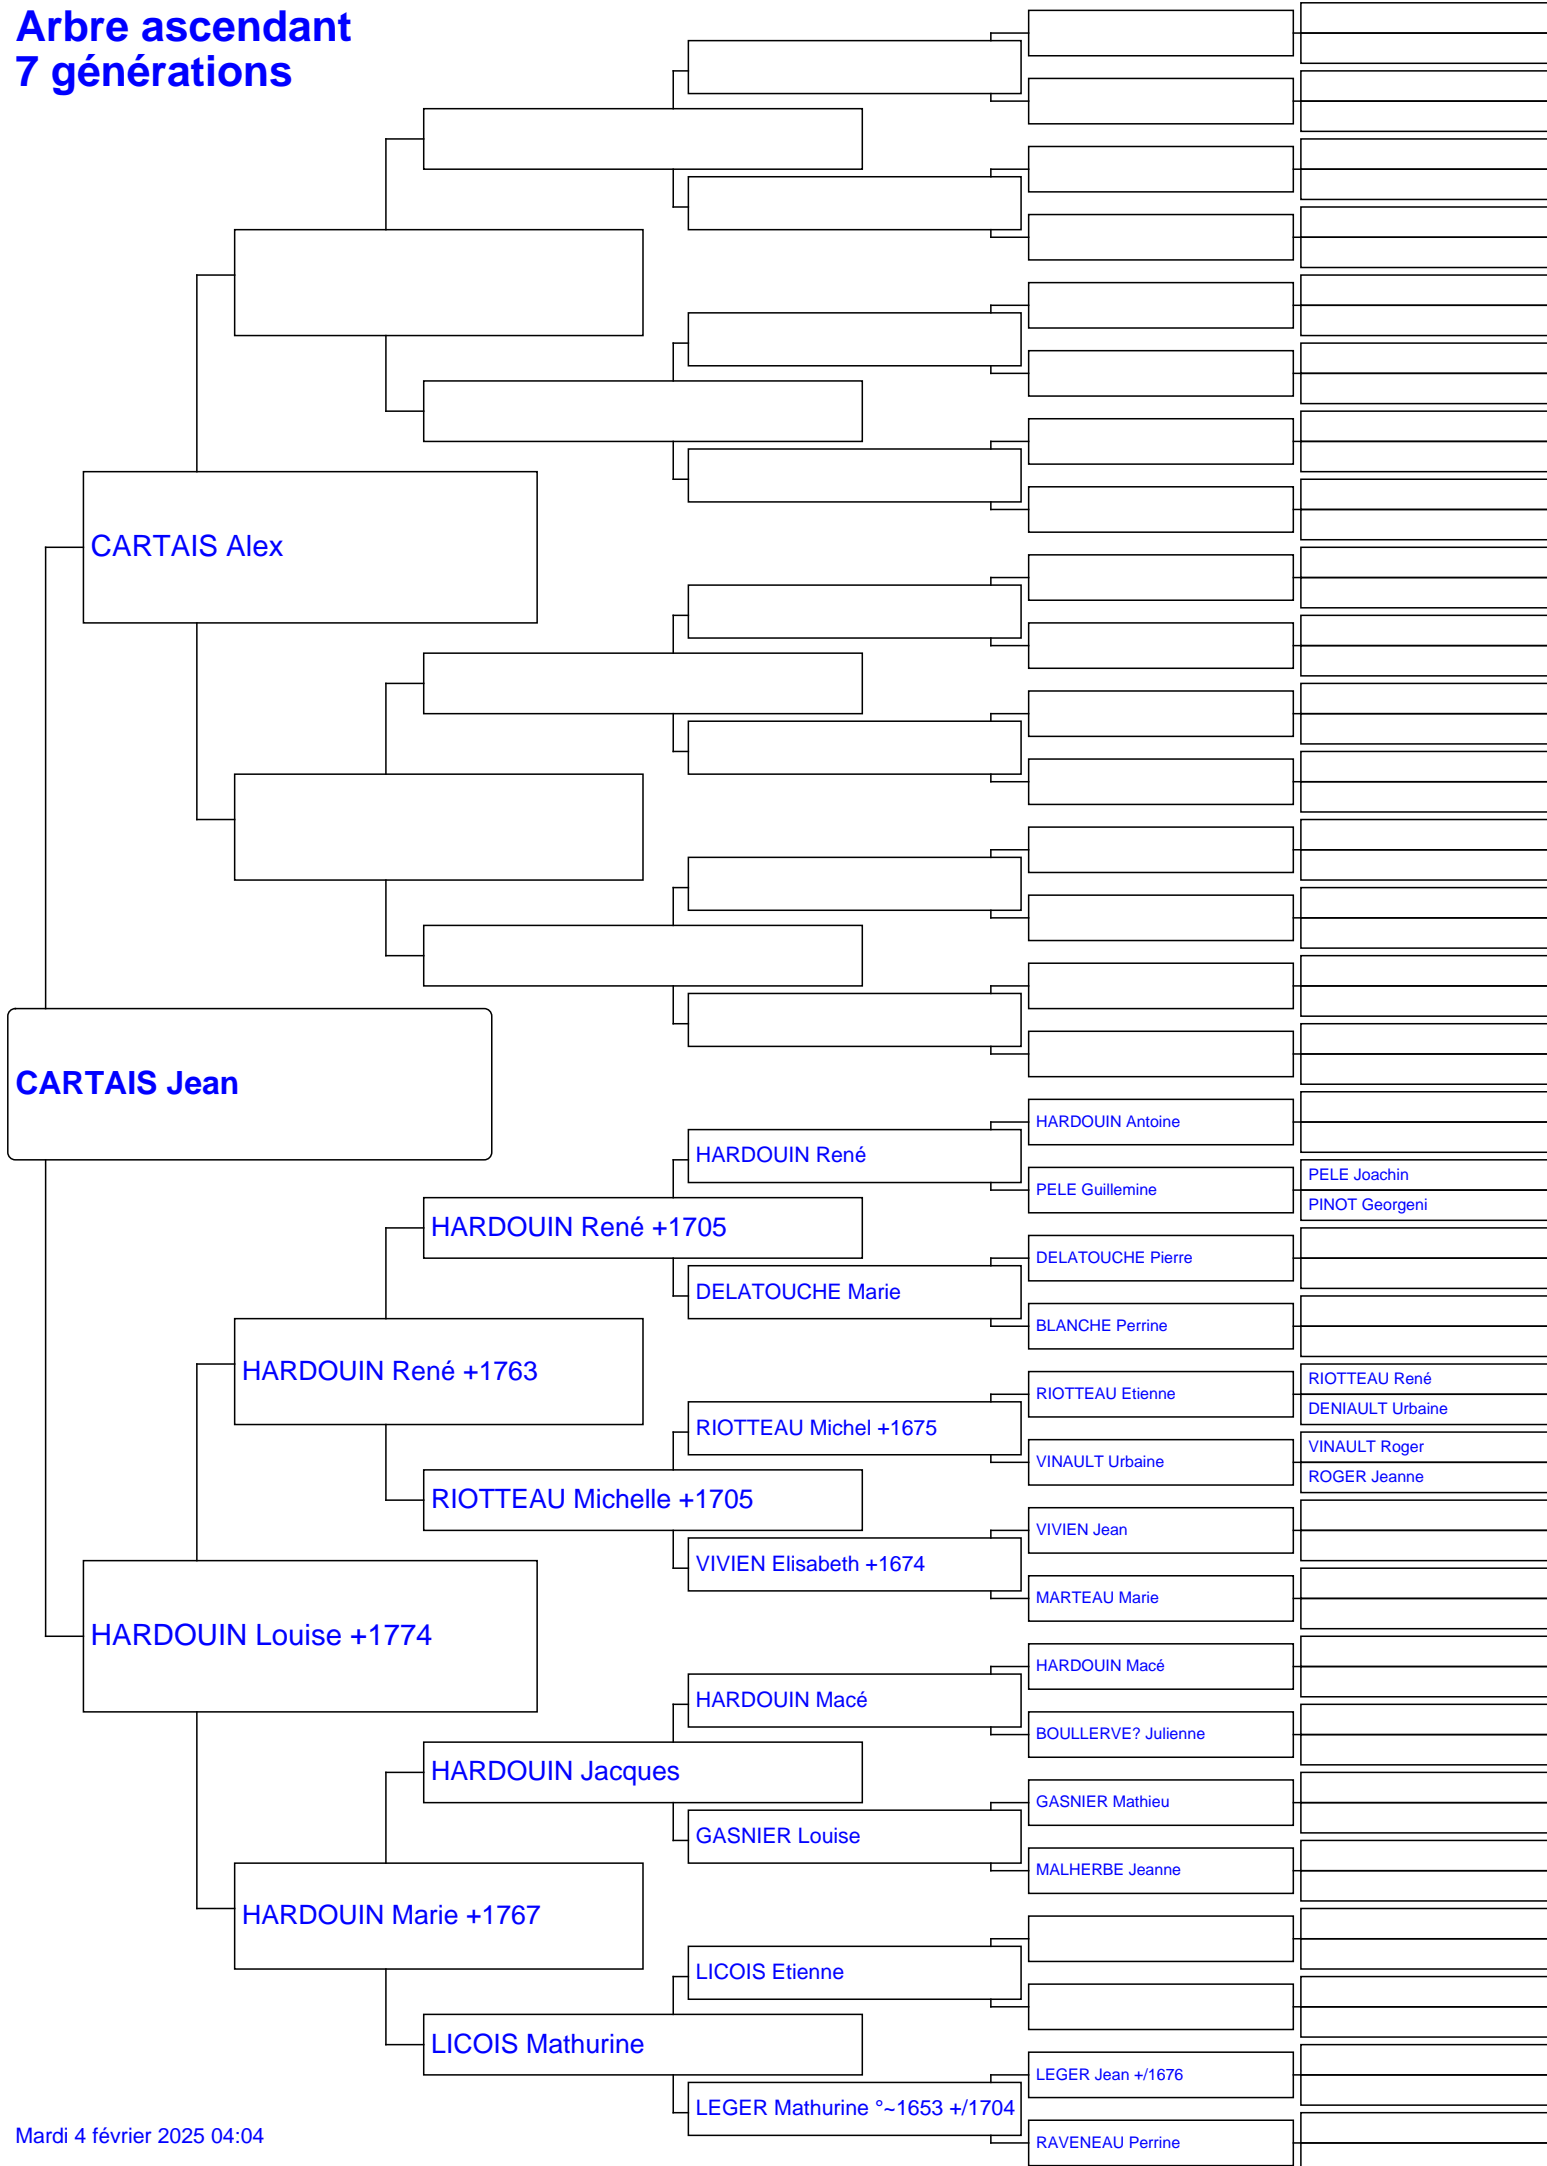 Arbre ascendant
7 générations
CARTAIS Alex
CARTAIS Jean
HARDOUIN Antoine
HARDOUIN René
PELE Joachin
PELE Guillemine
PINOT Georgeni
HARDOUIN René +1705
DELATOUCHE Pierre
DELATOUCHE Marie
BLANCHE Perrine
HARDOUIN René +1763
RIOTTEAU René
RIOTTEAU Etienne
DENIAULT Urbaine
RIOTTEAU Michel +1675
VINAULT Roger
VINAULT Urbaine
ROGER Jeanne
RIOTTEAU Michelle +1705
VIVIEN Jean
VIVIEN Elisabeth +1674
MARTEAU Marie
HARDOUIN Louise +1774
HARDOUIN Macé
HARDOUIN Macé
BOULLERVE? Julienne
HARDOUIN Jacques
GASNIER Mathieu
GASNIER Louise
MALHERBE Jeanne
HARDOUIN Marie +1767
LICOIS Etienne
LICOIS Mathurine
LEGER Jean +/1676
LEGER Mathurine °~1653 +/1704
RAVENEAU Perrine
Mardi 4 février 2025 04:04